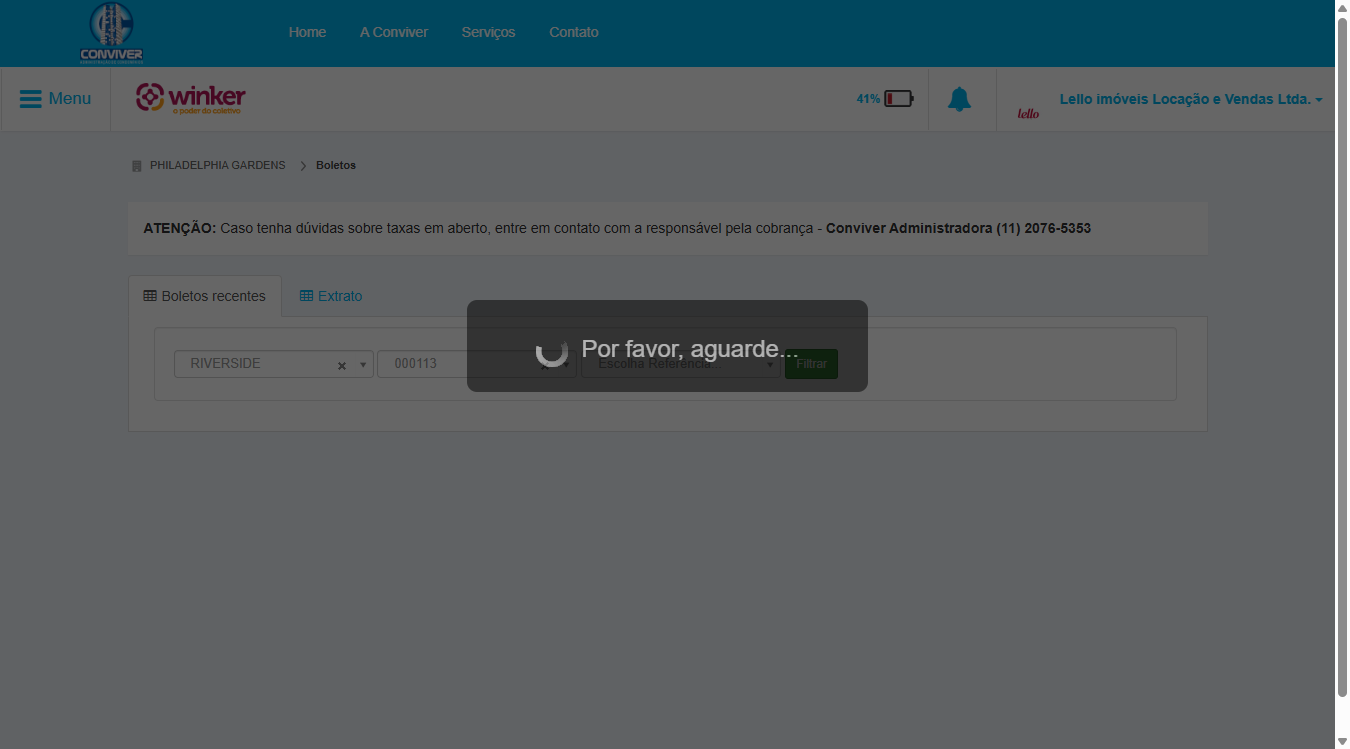 CONVIVER
Home A Conviver Serviços Contato
Menu
winker
o poder do coletivo
41%
lello
Lello imóveis Locação e Vendas Ltda.
PHILADELPHIA GARDENS > Boletos
ATENÇÃO: Caso tenha dúvidas sobre taxas em aberto, entre em contato com a responsável pela cobrança - Conviver Administradora (11) 2076-5353
Boletos recentes Extrato
Por favor, aguarde...
RIVERSIDE × 000113 × Escolha Referência... Filtrar